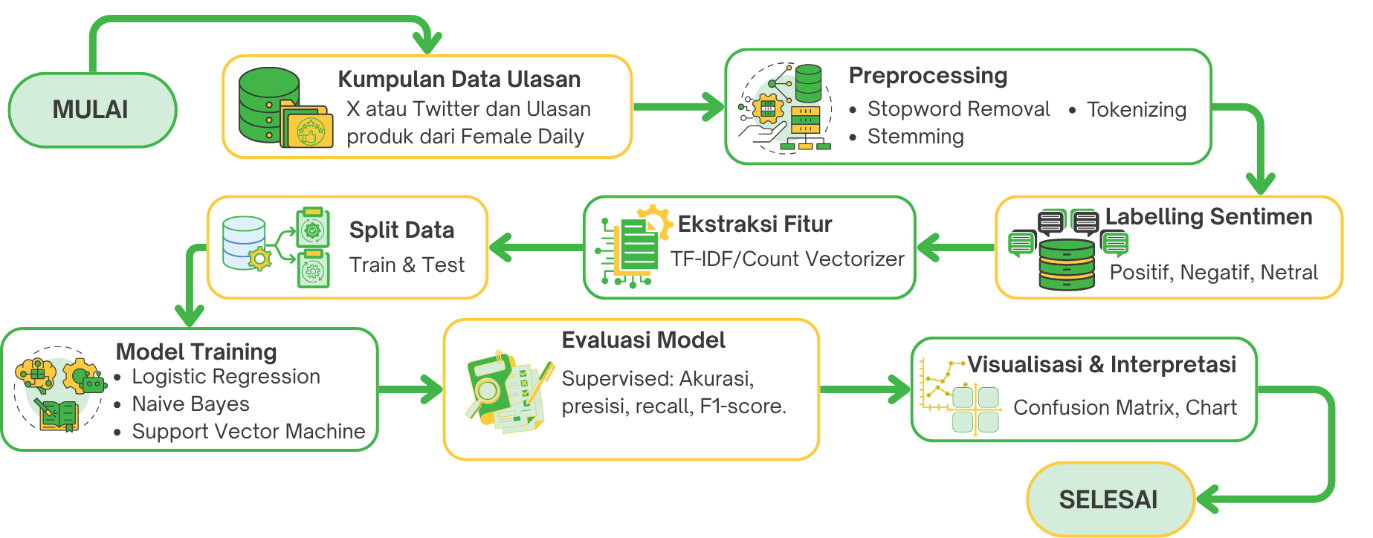 MULAI
Kumpulan Data Ulasan
X atau Twitter dan Ulasan
produk dari Female Daily
Preprocessing
• Stopword Removal • Tokenizing
• Stemming
Labelling Sentimen
Positif, Negatif, Netral
Ekstraksi Fitur
TF-IDF/Count Vectorizer
Split Data
Train & Test
Model Training
• Logistic Regression
• Naive Bayes
• Support Vector Machine
Evaluasi Model
Supervised: Akurasi,
presisi, recall, F1-score.
Visualisasi & Interpretasi
Confusion Matrix, Chart
SELESAI